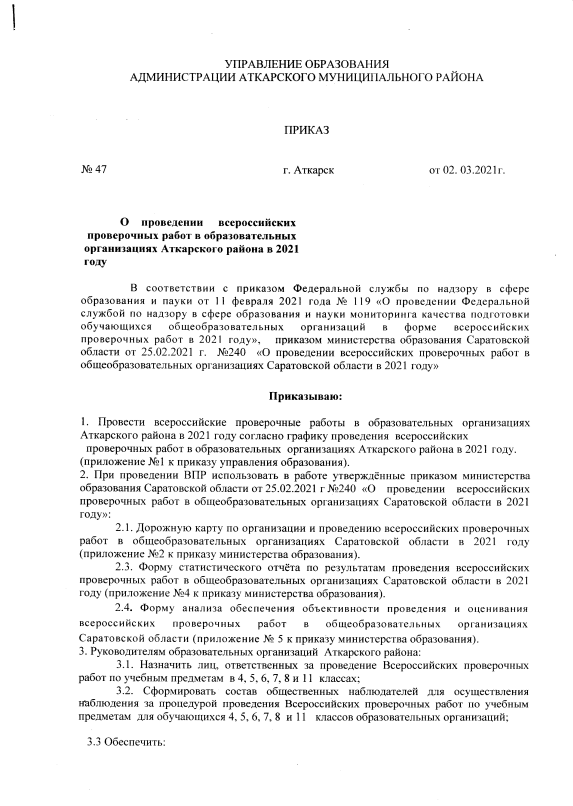 УПРАВЛЕНИЕ ОБРАЗОВАНИЯ
АДМИНИСТРАЦИИ АТКАРСКОГО МУНИЦИПАЛЬНОГО РАЙОНА
ПРИКАЗ
№ 47 г. Аткарск от 02. 03.2021г.
О проведении всероссийских
проверочных работ в образовательных
организациях Аткарского района в 2021
году
В соответствии с приказом Федеральной службы по надзору в сфере
образования и пауки от 11 февраля 2021 года № 119 «О проведении Федеральной
службой по надзору в сфере образования и науки мониторинга качества подготовки
обучающихся общеобразовательных организаций в форме всероссийских
проверочных работ в 2021 году», приказом министерства образования Саратовской
области от 25.02.2021 г. №240 «О проведении всероссийских проверочных работ в
общеобразовательных организациях Саратовской области в 2021 году»
Приказываю:
1. Провести всероссийские проверочные работы в образовательных организациях
Аткарского района в 2021 году согласно графику проведения всероссийских
проверочных работ в образовательных организациях Аткарского района в 2021 году.
(приложение №1 к приказу управления образования).
2. При проведении ВПР использовать в работе утверждённые приказом министерства
образования Саратовской области от 25.02.2021 г №240 «О проведении всероссийских
проверочных работ в общеобразовательных организациях Саратовской области в 2021
году»:
2.1. Дорожную карту по организации и проведению всероссийских проверочных
работ в общеобразовательных организациях Саратовской области в 2021 году
(приложение №2 к приказу министерства образования).
2.3. Форму статистического отчёта по результатам проведения всероссийских
проверочных работ в общеобразовательных организациях Саратовской области в 2021
году (приложение №4 к приказу министерства образования).
2.4. Форму анализа обеспечения объективности проведения и оценивания
всероссийских проверочных работ в общеобразовательных организациях
Саратовской области (приложение № 5 к приказу министерства образования).
3. Руководителям образовательных организаций Аткарского района:
3.1. Назначить лиц, ответственных за проведение Всероссийских проверочных
работ по учебным предметам в 4, 5, 6, 7, 8 и 11 классах;
3.2. Сформировать состав общественных наблюдателей для осуществления
наблюдения за процедурой проведения Всероссийских проверочных работ по учебным
предметам для обучающихся 4, 5, 6, 7, 8 и 11 классов образовательных организаций;
3.3 Обеспечить: